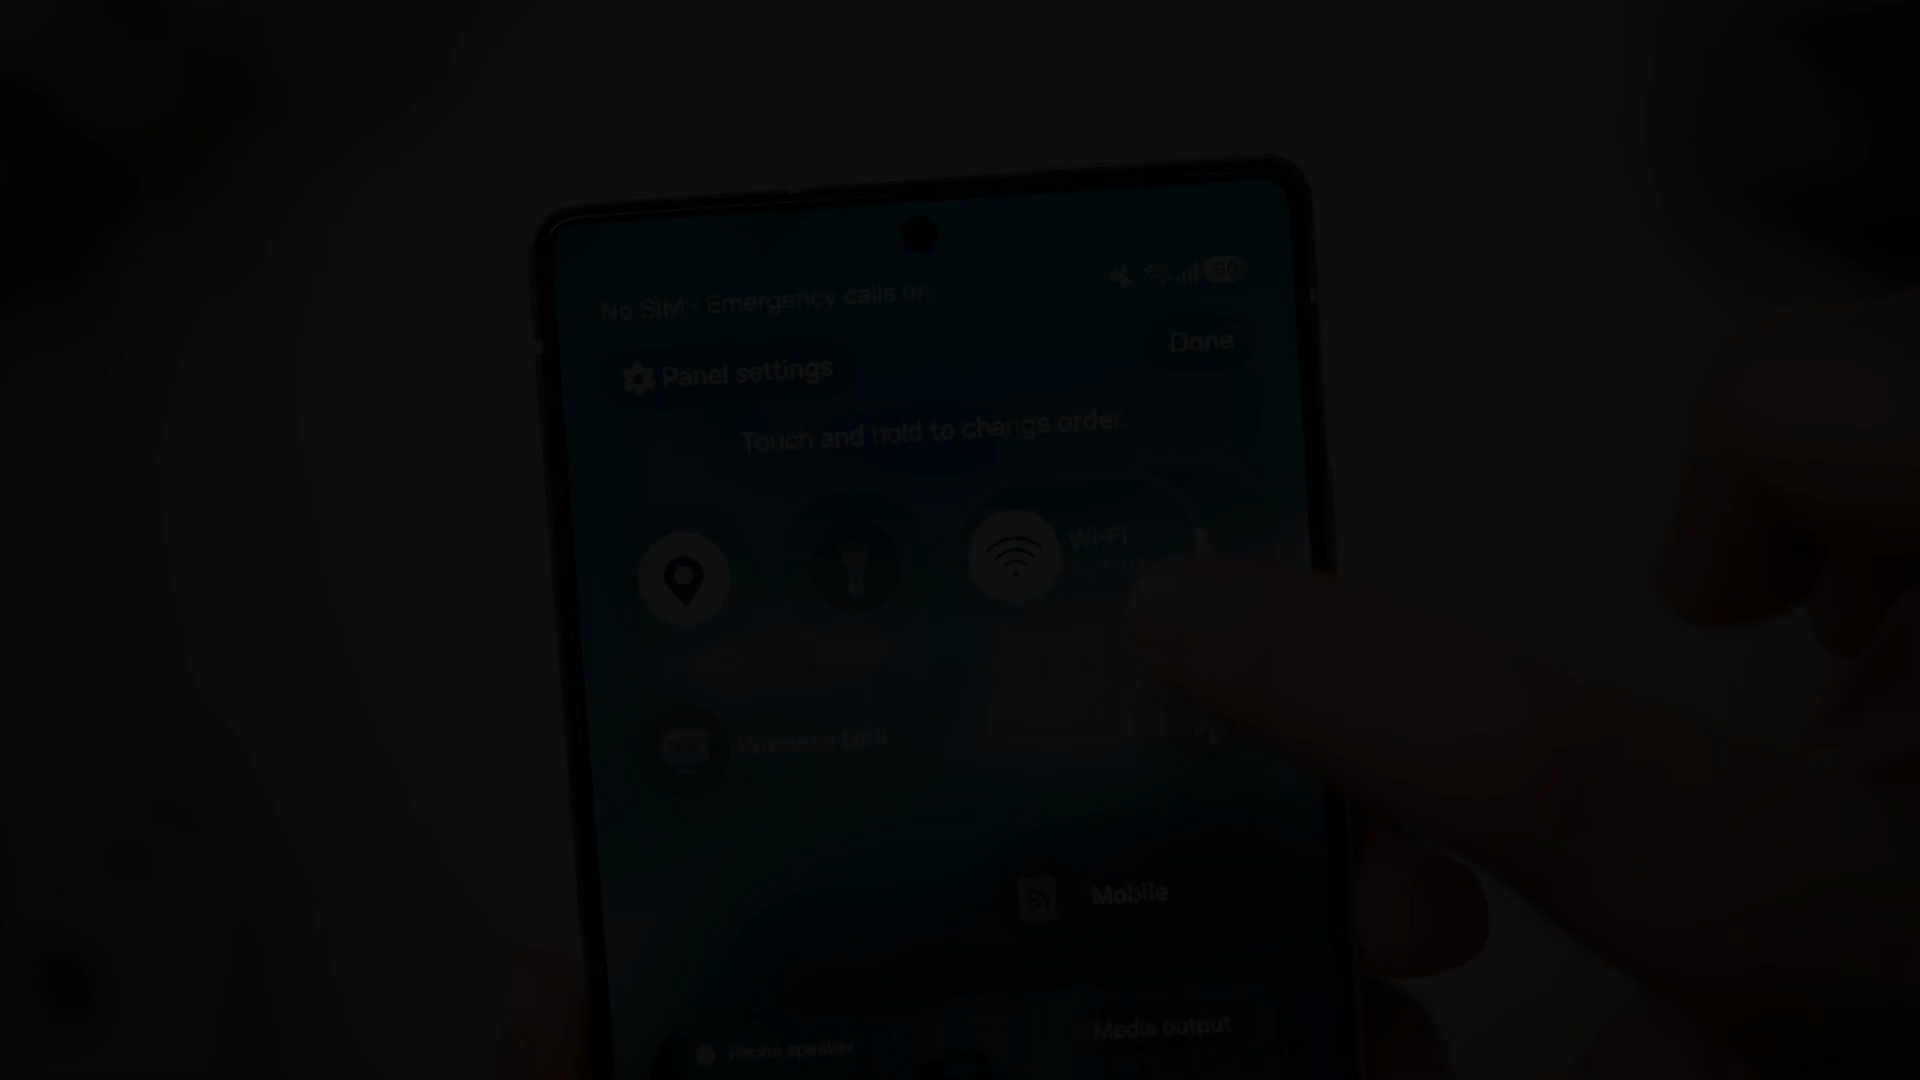 No SIM • Emergency calls on
60
Done
Panel settings
Touch and hold to change order.
Wi-Fi
Wireless DeX
Mobile
Media output
Phone speaker